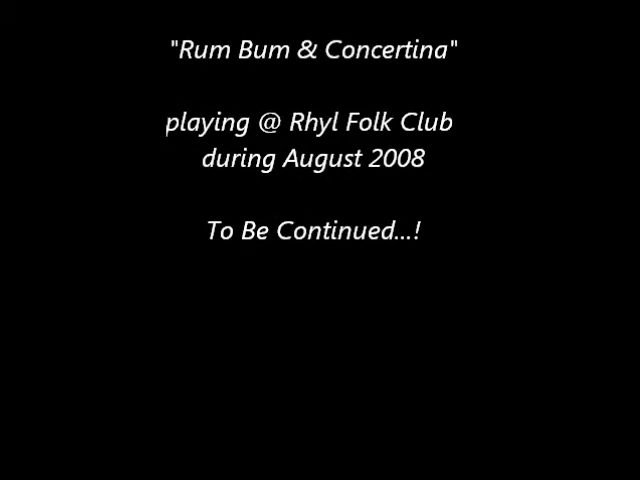 "Rum Bum & Concertina"
playing @ Rhyl Folk Club
during August 2008
To Be Continued...!